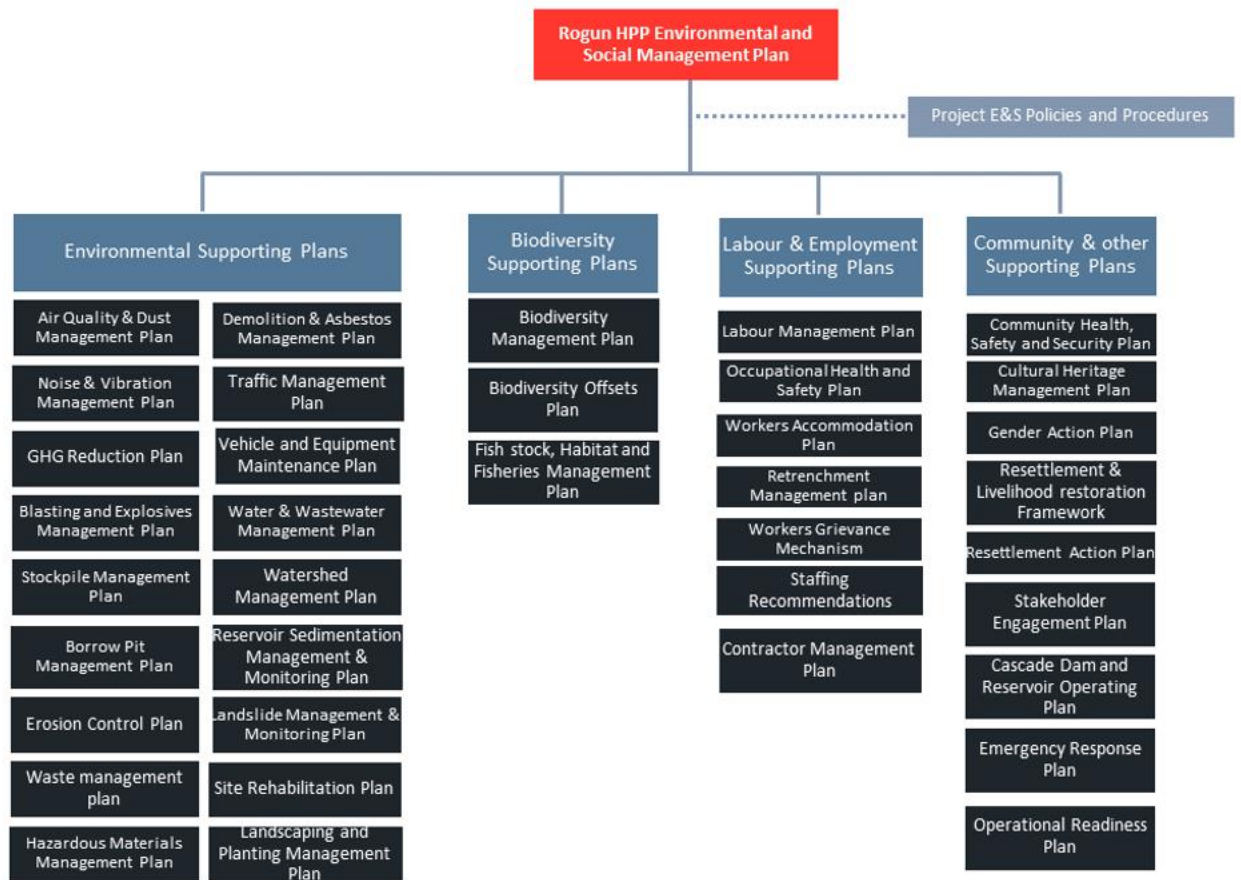 Rogun HPP Environmental and
Social Management Plan
Project E&S Policies and Procedures
Environmental Supporting Plans
Air Quality & Dust
Management Plan
Noise & Vibration
Management Plan
GHG Reduction Plan
Blasting and Explosives
Management Plan
Stockpile Management
Plan
Borrow Pit
Management Plan
Erosion Control Plan
Waste management
plan
Hazardous Materials
Management Plan
Demolition & Asbestos
Management Plan
Traffic Management
Plan
Vehicle and Equipment
Maintenance Plan
Water & Wastewater
Management Plan
Watershed
Management Plan
Reservoir Sedimentation
Management &
Monitoring Plan
Landslide Management &
Monitoring Plan
Site Rehabilitation Plan
Landscaping and
Planting Management
Plan
Biodiversity
Supporting Plans
Biodiversity
Management Plan
Biodiversity Offsets
Plan
Fish stock, Habitat and
Fisheries Management
Plan
Labour & Employment
Supporting Plans
Labour Management Plan
Occupational Health and
Safety Plan
Workers Accommodation
Plan
Retrenchment
Management plan
Workers Grievance
Mechanism
Staffing
Recommendations
Contractor Management
Plan
Community & other
Supporting Plans
Community Health,
Safety and Security Plan
Cultural Heritage
Management Plan
Gender Action Plan
Resettlement &
Livelihood restoration
Framework
Resettlement Action Plan
Stakeholder
Engagement Plan
Cascade Dam and
Reservoir Operating
Plan
Emergency Response
Plan
Operational Readiness
Plan